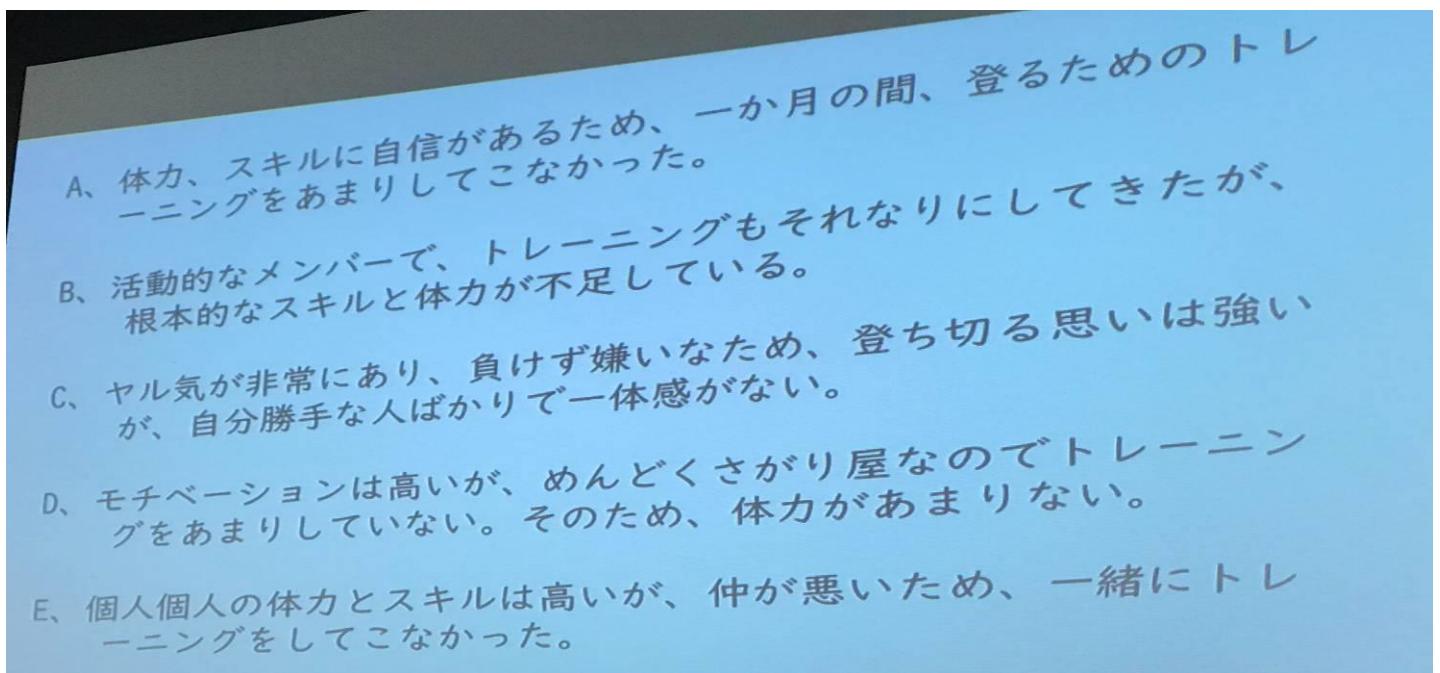 A、体力、スキルに自信があるため、一か月の間、登るためのトレ
ーニングをあまりしてこなかった。
B、活動的なメンバーで、トレーニングもそれなりにしてきたが、
根本的なスキルと体力が不足している。
C、ヤル気が非常にあり、負けず嫌いなため、登ち切る思いは強い
が、自分勝手な人ばかりで一体感がない。
D、モチベーションは高いが、めんどくさがり屋なのでトレーニン
グをあまりしていない。そのため、体力があまりない。
E、個人個人の体力とスキルは高いが、仲が悪いため、一緒にトレ
ーニングをしてこなかった。